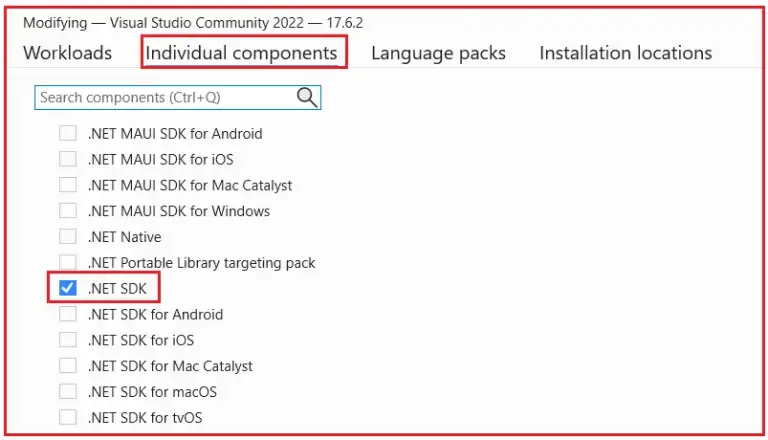 Modifying — Visual Studio Community 2022 — 17.6.2
Workloads Individual components Language packs Installation locations
Search components (Ctrl+Q)
.NET MAUI SDK for Android
.NET MAUI SDK for iOS
.NET MAUI SDK for Mac Catalyst
.NET MAUI SDK for Windows
.NET Native
.NET Portable Library targeting pack
.NET SDK
.NET SDK for Android
.NET SDK for iOS
.NET SDK for Mac Catalyst
.NET SDK for macOS
.NET SDK for tvOS